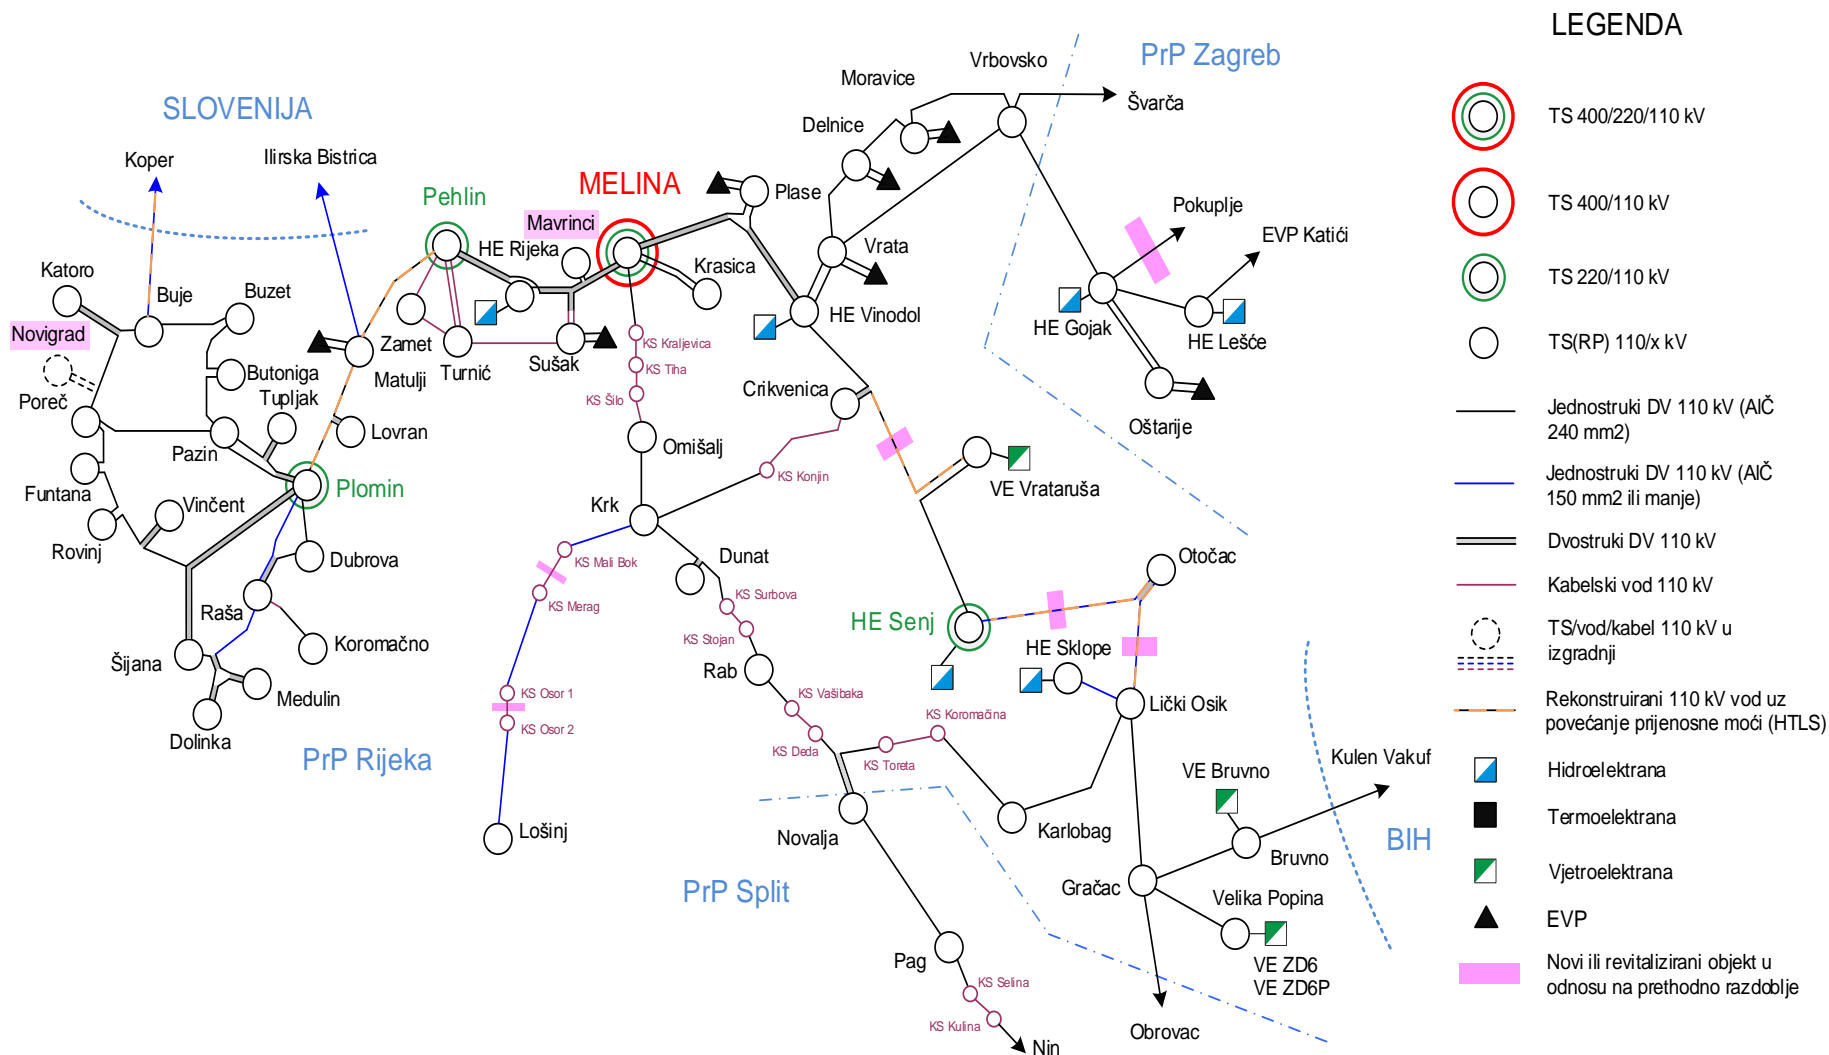 LEGENDA
PrP Zagreb
Vrbovsko
Moravice
Švarča
SLOVENIJA
Delnice
TS 400/220/110 kV
Koper
Ilirska Bistrica
Pehlin
MELINA
Plase
Mavrinci
HE Rijeka
Krasica
Vrata
Pokuplje
EVP Katići
TS 400/110 kV
Katoro
Buje
Buzet
Novigrad
HE Vinodol
HE Gojak
HE Lešće
TS 220/110 kV
Zamet
Matulji
Turnić
Sušak
KS Kraljevica
KS Tiha
KS Šilo
TS(RP) 110/x kV
Butoniga
Tupljak
Poreč
Crikvenica
Oštarije
Jednostruki DV 110 kV (AlČ
240 mm2)
Lovran
Pazin
Omišalj
Funtana
Plomin
KS Konjin
VE Vrataruša
Jednostruki DV 110 kV (AlČ
150 mm2 ili manje)
Vinčent
Rovinj
Krk
Dubrova
KS Mali Bok
Dunat
Otočac
Dvostruki DV 110 kV
Raša
KS Merag
KS Surbova
Kabelski vod 110 kV
Koromačno
KS Stojan
HE Senj
HE Sklope
TS/vod/kabel 110 kV u
izgradnji
Šijana
Rab
Medulin
KS Osor 1
KS Vašibaka
Lički Osik
KS Osor 2
KS Koromačina
Rekonstruirani 110 kV vod uz
povećanje prijenosne moći (HTLS)
Dolinka
PrP Rijeka
KS Deda
KS Toreta
Kulen Vakuf
VE Bruvno
Hidroelektrana
Lošinj
Novalja
Karlobag
Termoelektrana
BIH
Bruvno
PrP Split
Gračac
Velika Popina
Vjetroelektrana
EVP
Pag
VE ZD6
VE ZD6P
Novi ili revitalizirani objekt u
odnosu na prethodno razdoblje
KS Selina
KS Kulina
Obrovac
Nin